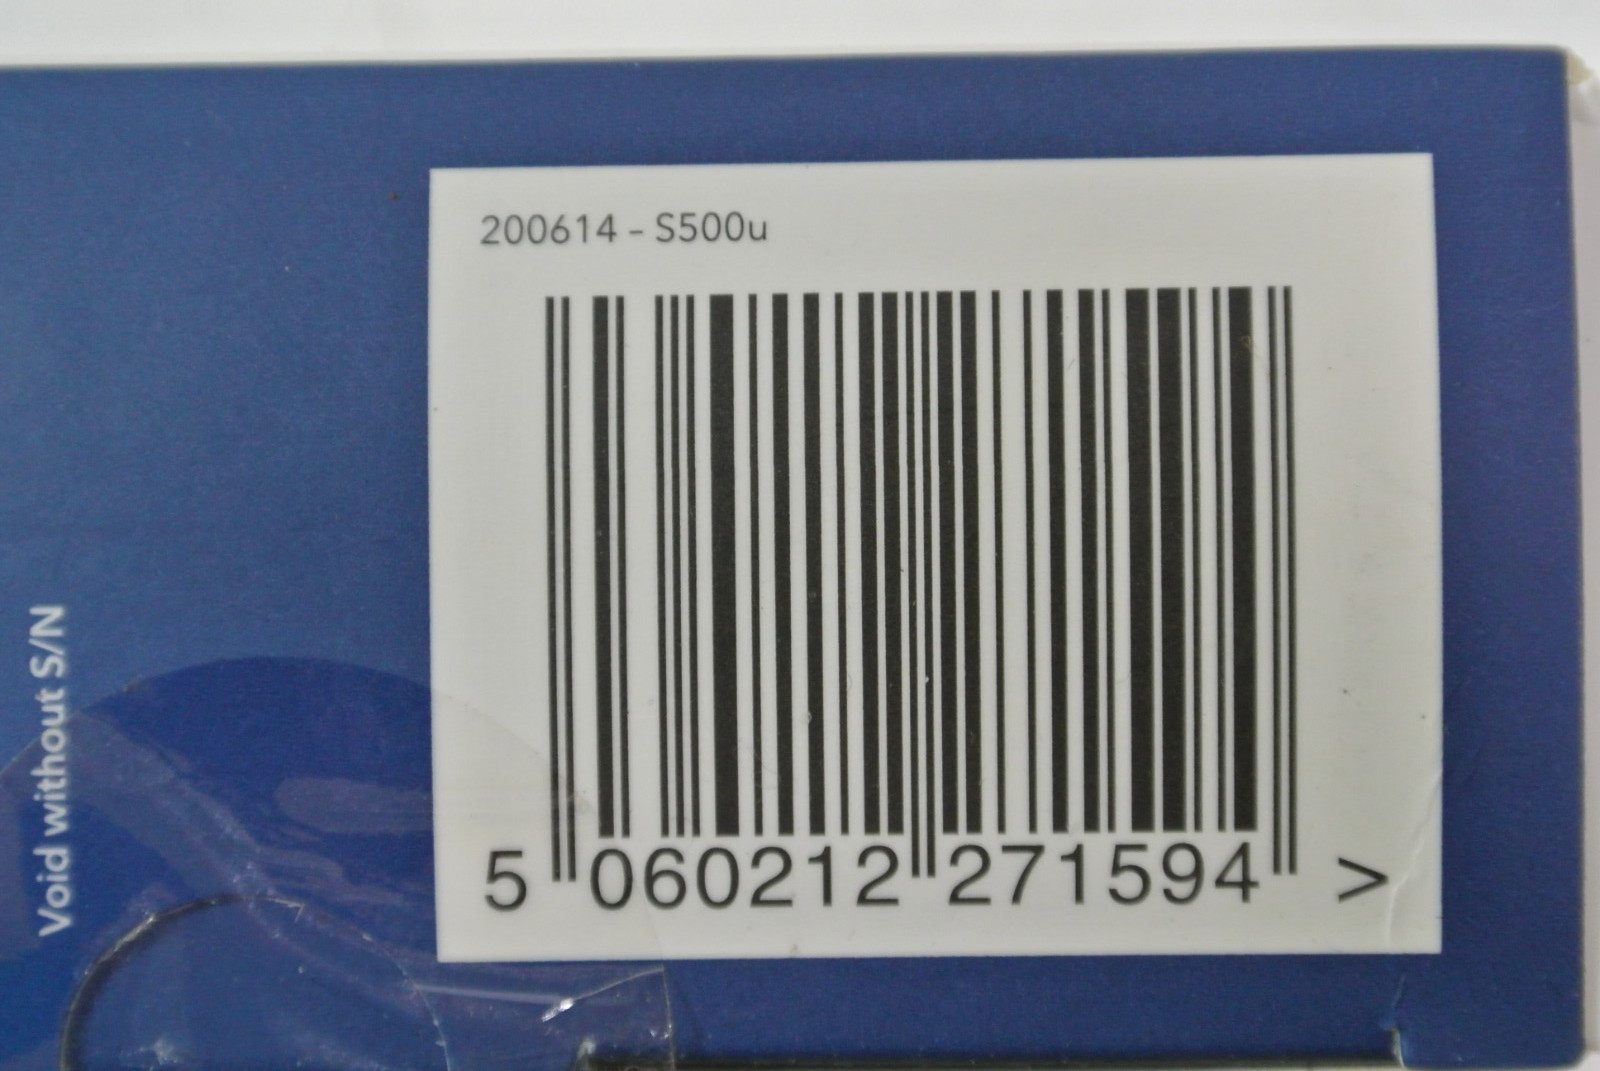 200614 – S500u
5 060212 271594 >
Void without S/N